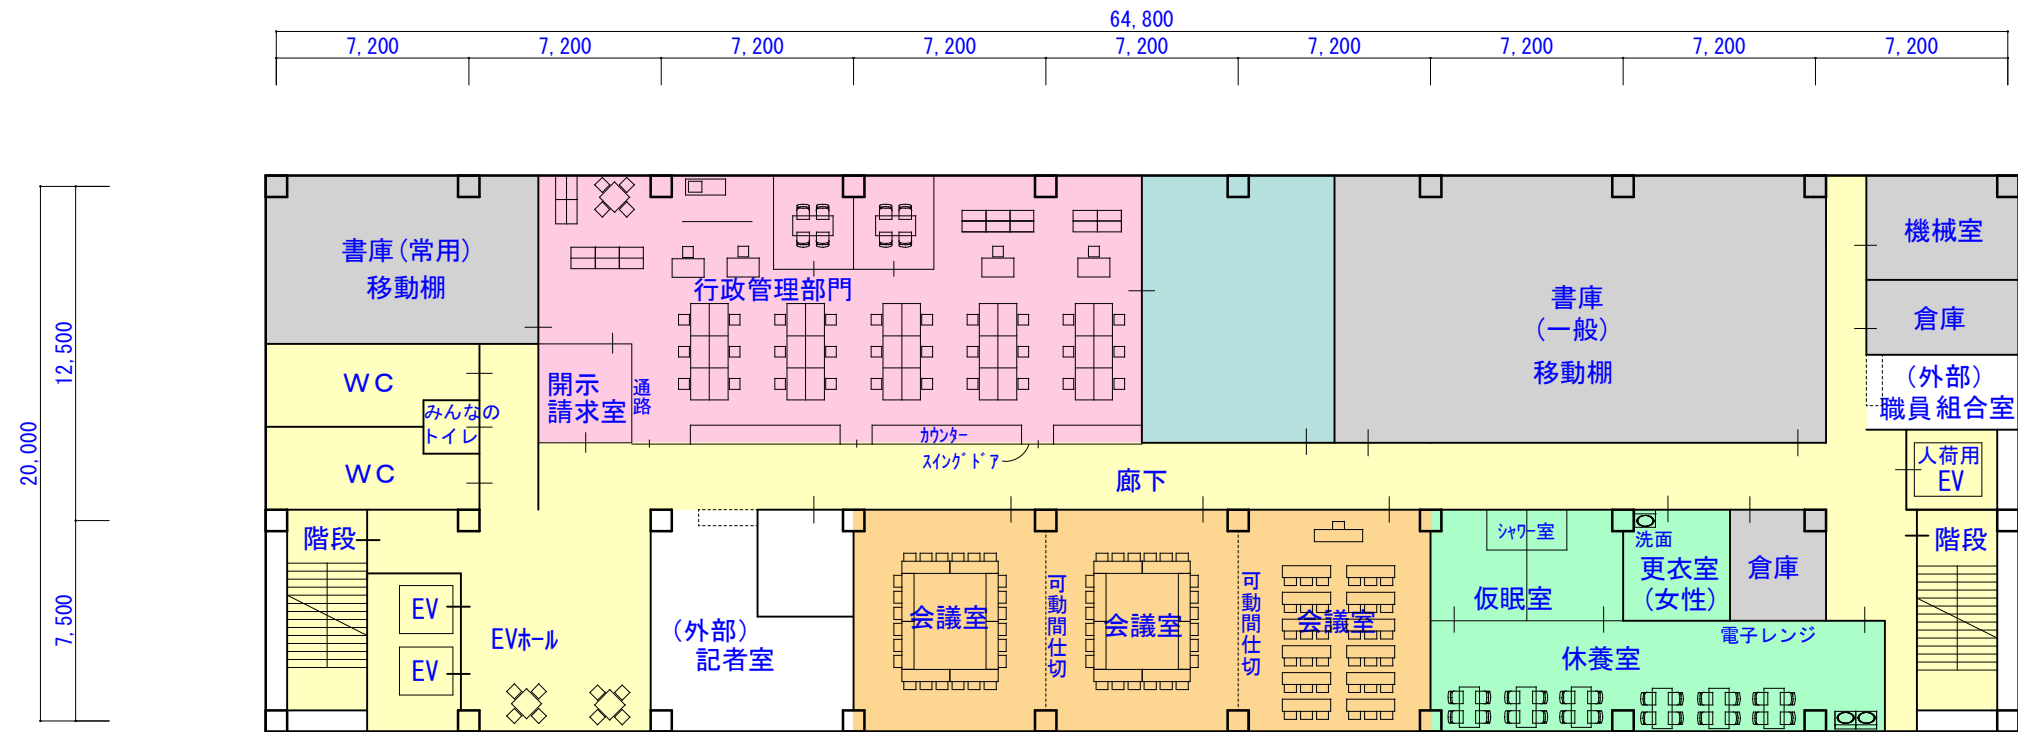 64,800
7,200
7,200
7,200
7,200
7,200
7,200
7,200
7,200
7,200
20,000
12,500
7,500
書庫(常用)
移動棚
行政管理部門
書庫
(一般)
移動棚
機械室
倉庫
(外部)
職員組合室
WC
みんなの
トイレ
WC
開示
請求室
通路
カウンター
スイングドア
廊下
人荷用
EV
階段
EV
EV
EVホール
(外部)
記者室
会議室
可動間仕切
会議室
可動間仕切
会議室
シャワー室
仮眠室
洗面
更衣室
(女性)
倉庫
電子レンジ
休養室
階段